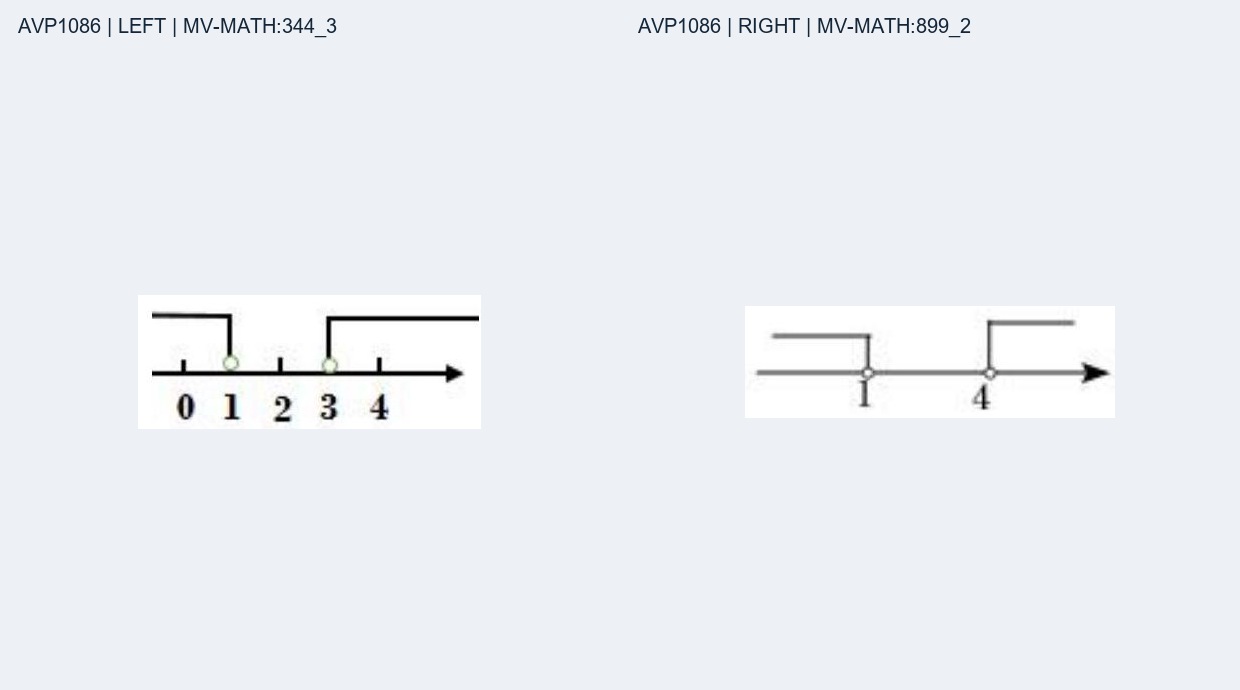 AVP1086 | LEFT | MV-MATH:344_3
AVP1086 | RIGHT | MV-MATH:899_2
0 1 2 3 4
1 4